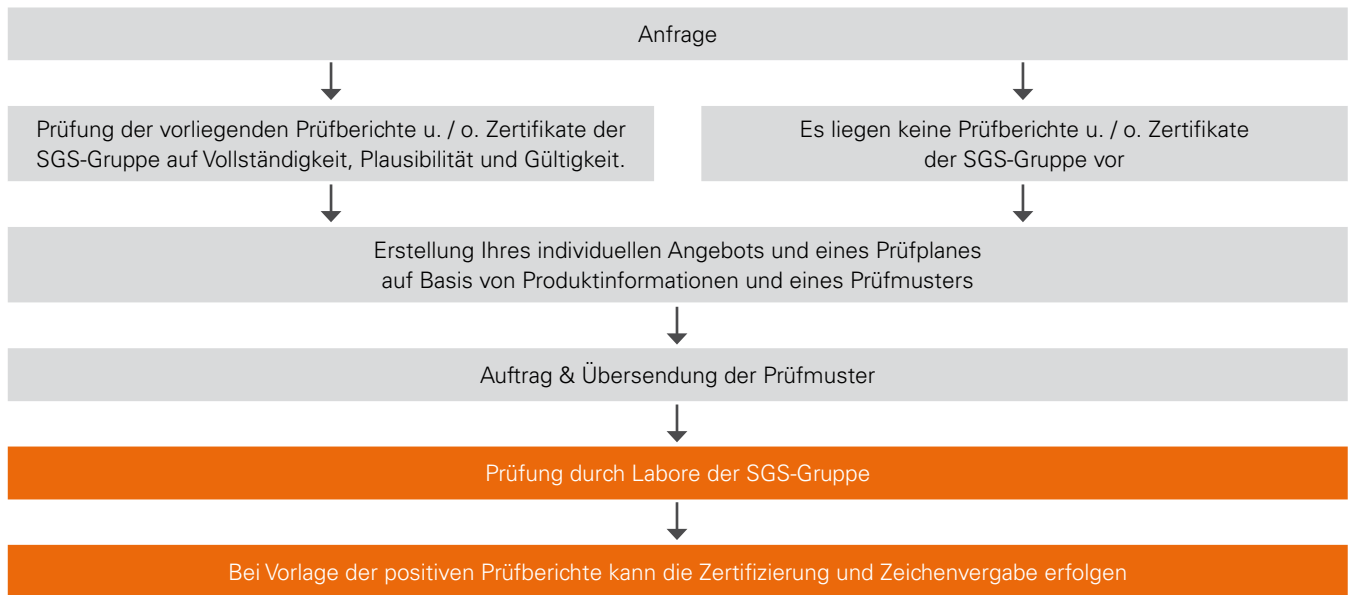 Anfrage
Prüfung der vorliegenden Prüfberichte u. / o. Zertifikate der
SGS-Gruppe auf Vollständigkeit, Plausibilität und Gültigkeit.
Es liegen keine Prüfberichte u. / o. Zertifikate
der SGS-Gruppe vor
Erstellung Ihres individuellen Angebots und eines Prüfplanes
auf Basis von Produktinformationen und eines Prüfmusters
Auftrag & Übersendung der Prüfmuster
Prüfung durch Labore der SGS-Gruppe
Bei Vorlage der positiven Prüfberichte kann die Zertifizierung und Zeichenvergabe erfolgen